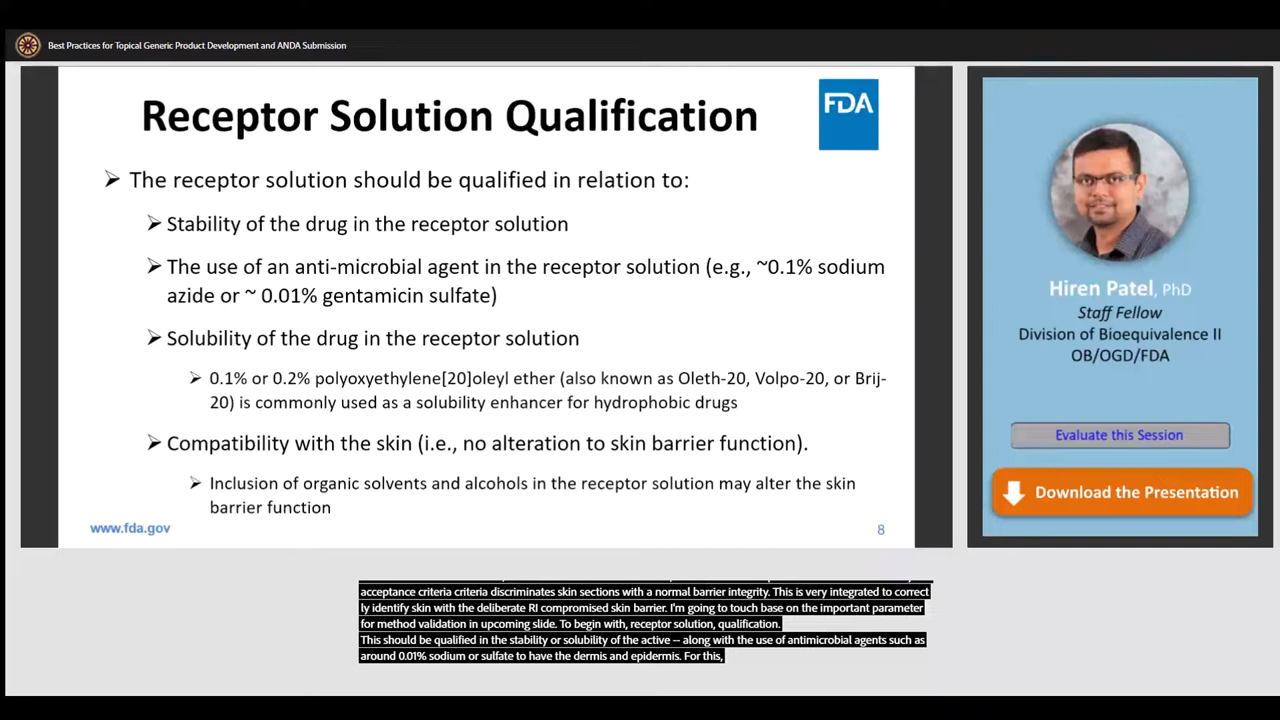 Best Practices for Topical Generic Product Development and ANDA Submission
Receptor Solution Qualification
FDA
➢ The receptor solution should be qualified in relation to:
➢ Stability of the drug in the receptor solution
➢ The use of an anti-microbial agent in the receptor solution (e.g., ~0.1% sodium
azide or ~ 0.01% gentamicin sulfate)
➢ Solubility of the drug in the receptor solution
➢ 0.1% or 0.2% polyoxyethylene[20]oleyl ether (also known as Oleth-20, Volpo-20, or Brij-
20) is commonly used as a solubility enhancer for hydrophobic drugs
➢ Compatibility with the skin (i.e., no alteration to skin barrier function).
➢ Inclusion of organic solvents and alcohols in the receptor solution may alter the skin
barrier function
www.fda.gov
8
Hiren Patel, PhD
Staff Fellow
Division of Bioequivalence II
OB/OGD/FDA
Evaluate this Session
Download the Presentation
acceptance criteria criteria discriminates skin sections with a normal barrier integrity. This is very integrated to correct
ly identify skin with the deliberate RI compromised skin barrier. I'm going to touch base on the important parameter
for method validation in upcoming slide. To begin with, receptor solution, qualification.
This should be qualified in the stability or solubility of the active -- along with the use of antimicrobial agents such as
around 0.01% sodium or sulfate to have the dermis and epidermis. For this,